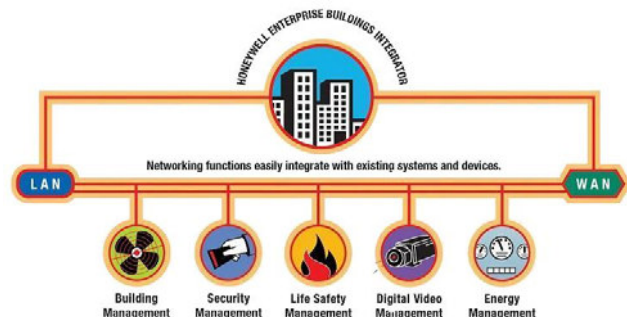 HONEYWELL ENTERPRISE BUILDINGS INTEGRATOR
Networking functions easily integrate with existing systems and devices.
LAN
WAN
Building
Management
Security
Management
Life Safety
Management
Digital Video
Management
Energy
Management